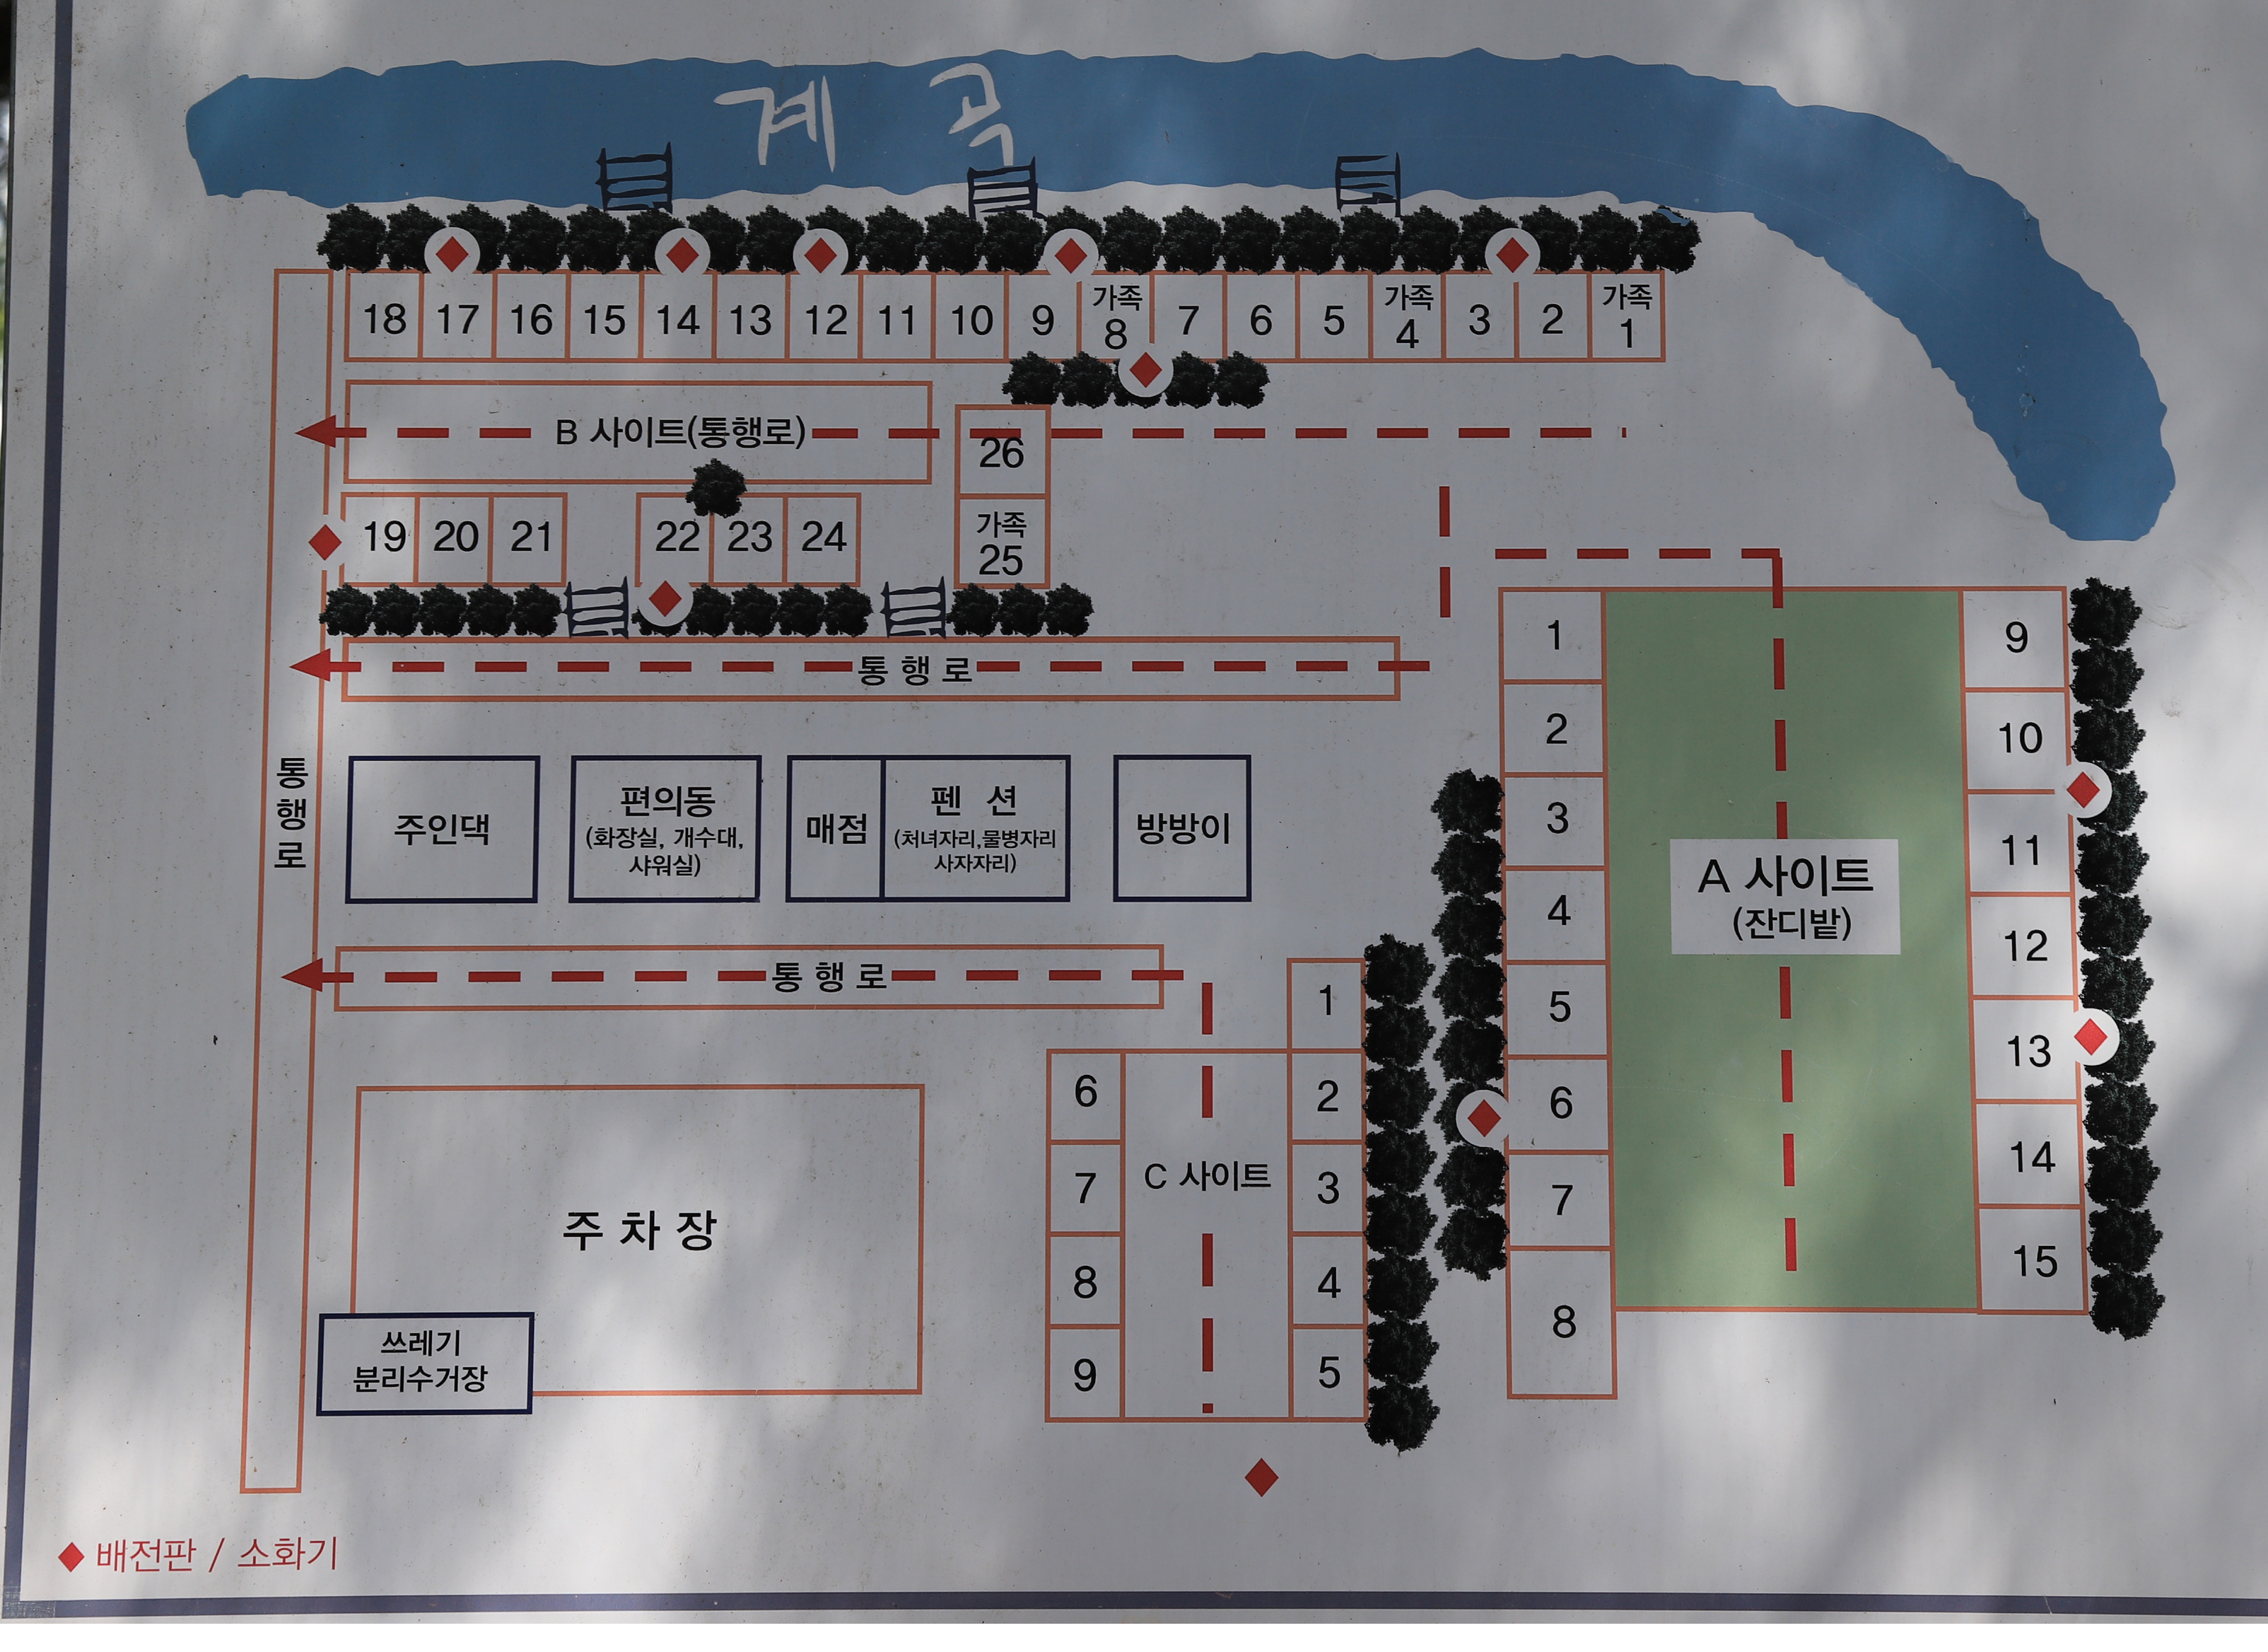 계 곡
18 17 16 15 14 13 12 11 10 9 가족 8 7 6 5 가족 4 3 2 가족 1
B 사이트(통행로)
26
19 20 21 22 23 24
가족
25
통 행 로
통
행
로
주인댁
편의동
(화장실, 개수대,
샤워실)
매점
펜 션
(처녀자리,물병자리
사자자리)
방방이
통 행 로
주 차 장
쓰레기
분리수거장
C 사이트
1
2
3
4
5
6
7
8
9
A 사이트
(잔디밭)
1
2
3
4
5
6
7
8
9
10
11
12
13
14
15
배전판 / 소화기